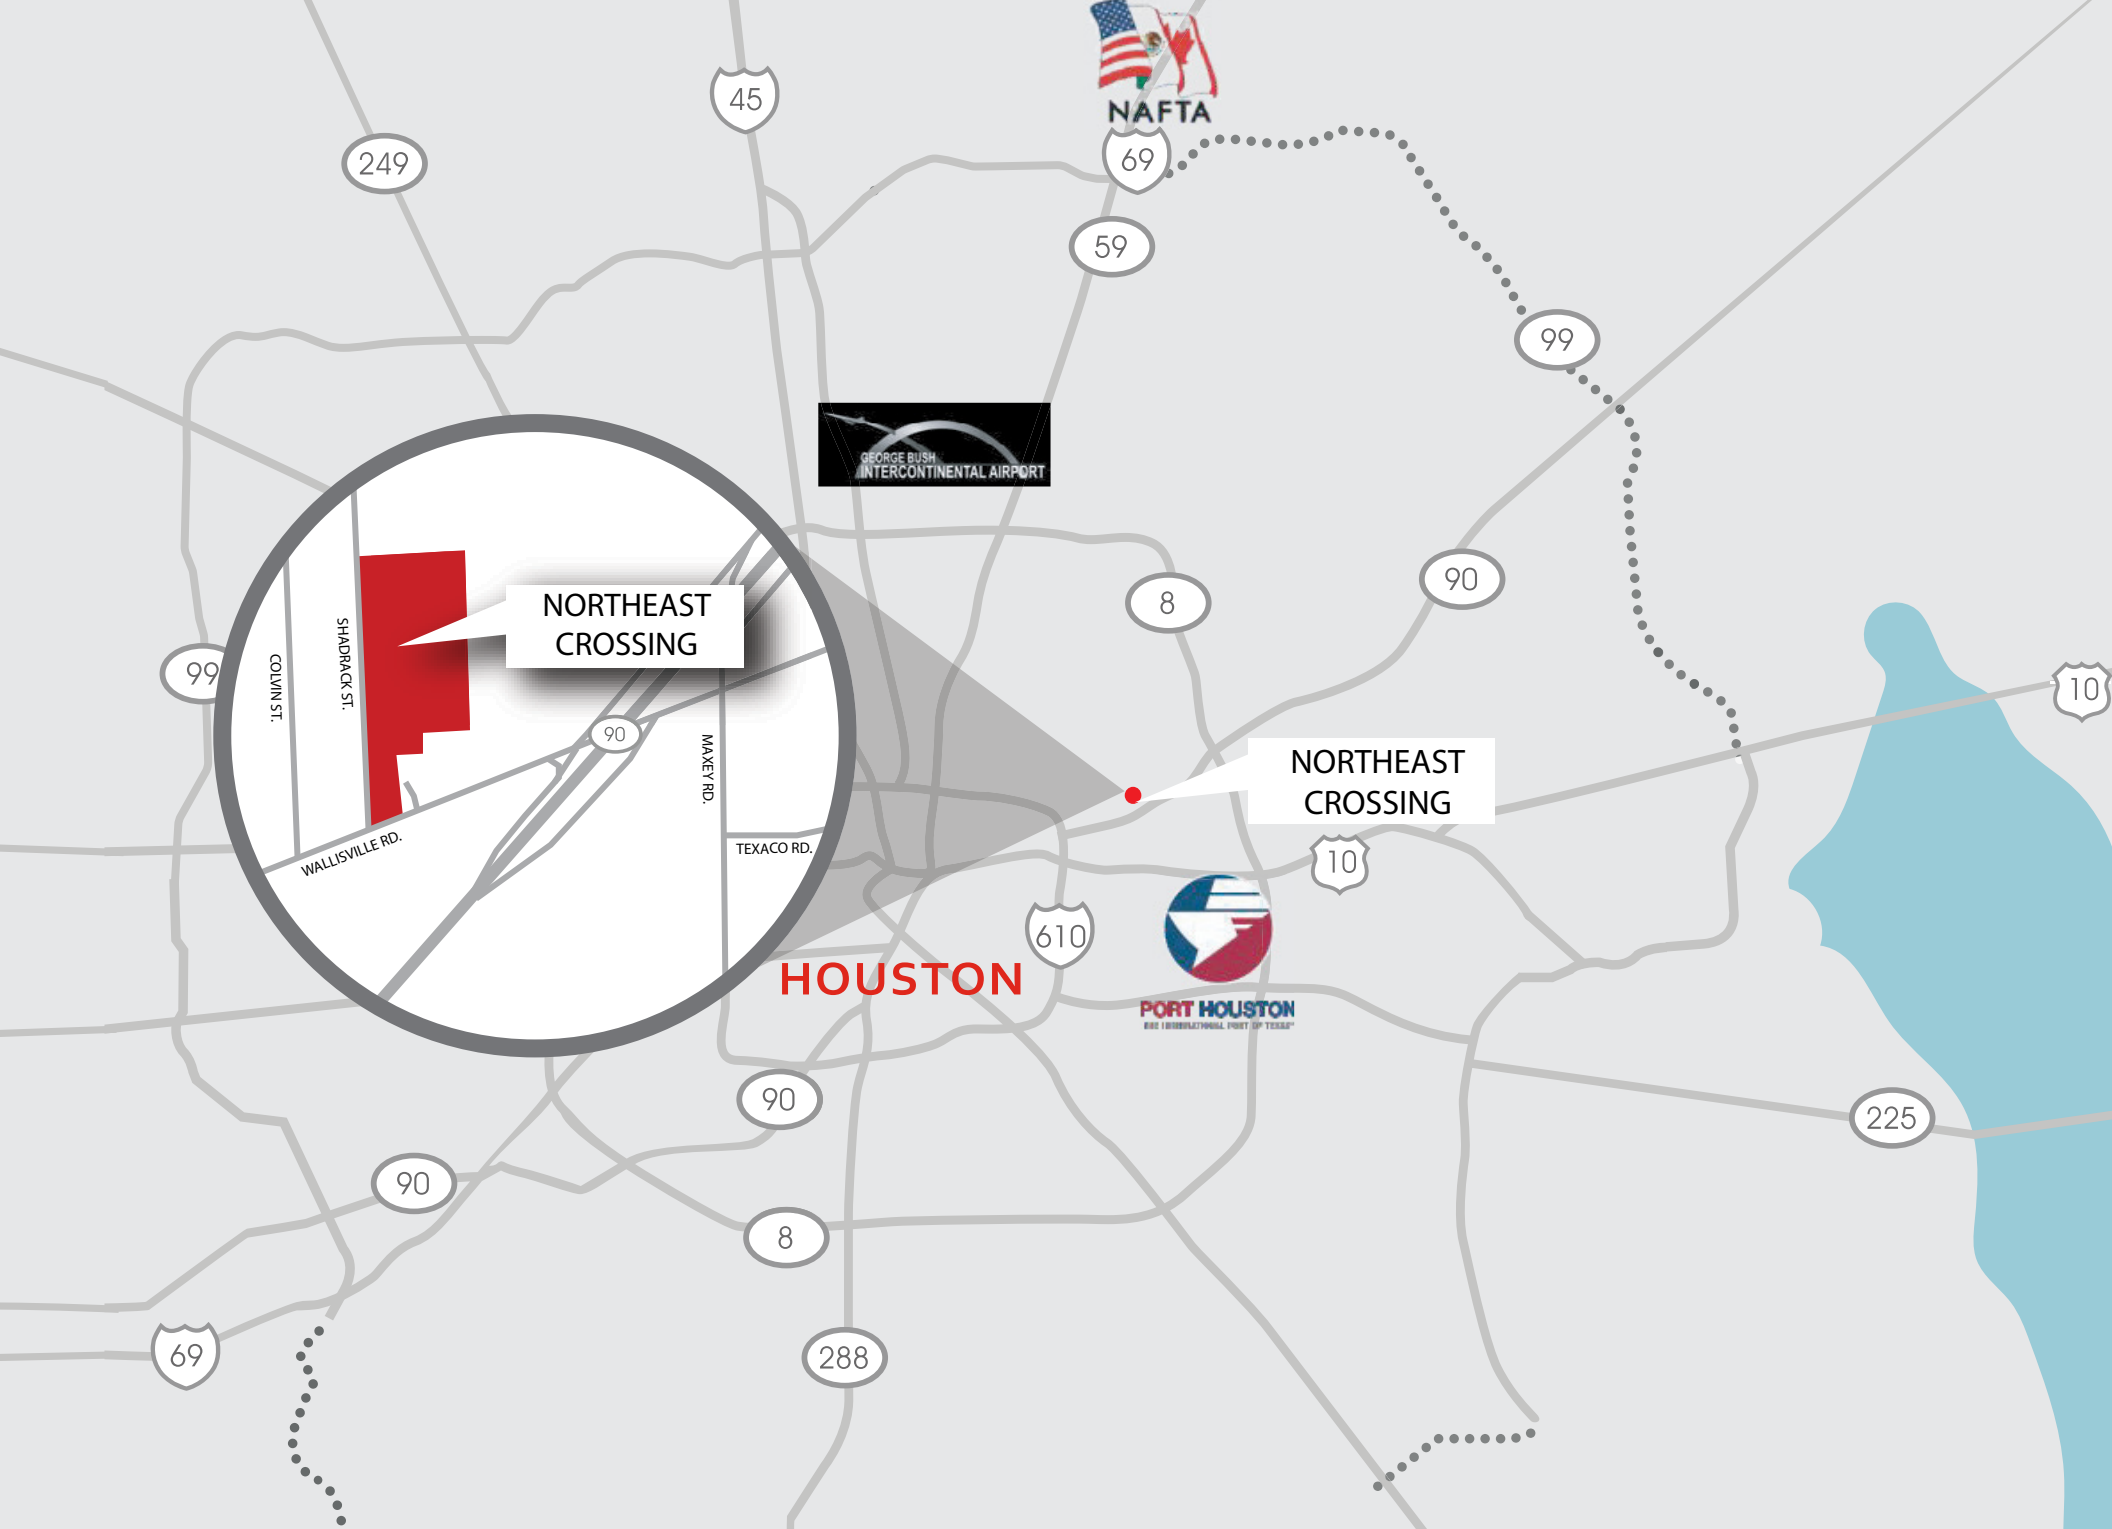 NAFTA
45
249
69
59
99
GEORGE BUSH
INTERCONTINENTAL AIRPORT
90
8
NORTHEAST
CROSSING
SHADRACK ST.
COLVIN ST.
99
90
MAXEY RD.
WALLISVILLE RD.
TEXACO RD.
10
NORTHEAST
CROSSING
10
610
HOUSTON
PORT HOUSTON
90
225
90
8
69
288